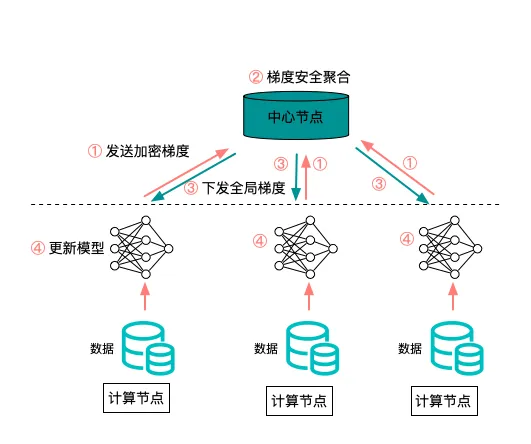 ② 梯度安全聚合
中心节点
① 发送加密梯度
③ ①
①
③ 下发全局梯度
③
④ 更新模型
④
④
数据
数据
数据
计算节点
计算节点
计算节点